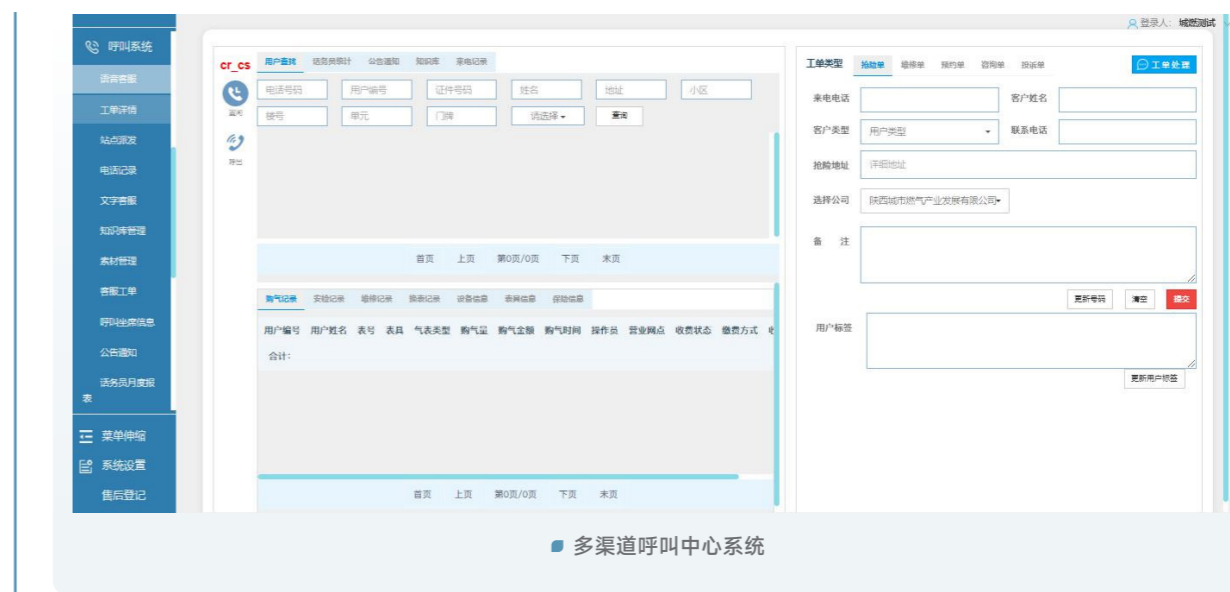 登录人: 城燃测试
呼叫系统
语音客服
工单详情
站点派发
电话记录
文字客服
知识库管理
素材管理
客服工单
呼叫坐席信息
公告通知
话务员月度报表
菜单伸缩
系统设置
售后登记
cr_cs
呼出
用户查找 话务员统计 公告通知 知识库 来电记录
电话号码 用户编号 证件号码 姓名 地址 小区
楼号 单元 门牌 请选择 查询
首页 上页 第0页/0页 下页 末页
购气记录 安检记录 维修记录 换表记录 设备信息 表具信息 保险信息
用户编号 用户姓名 表号 表具 气表类型 购气量 购气金额 购气时间 操作员 营业网点 收费状态 缴费方式
合计:
首页 上页 第0页/0页 下页 末页
工单类型 抢险单 维修单 预约单 咨询单 投诉单 工单处理
来电电话 客户姓名
客户类型 用户类型 联系电话
抢险地址 详细地址
选择公司 陕西城市燃气产业发展有限公司
备 注
更新号码 清空 提交
用户标签
更新用户标签
多渠道呼叫中心系统